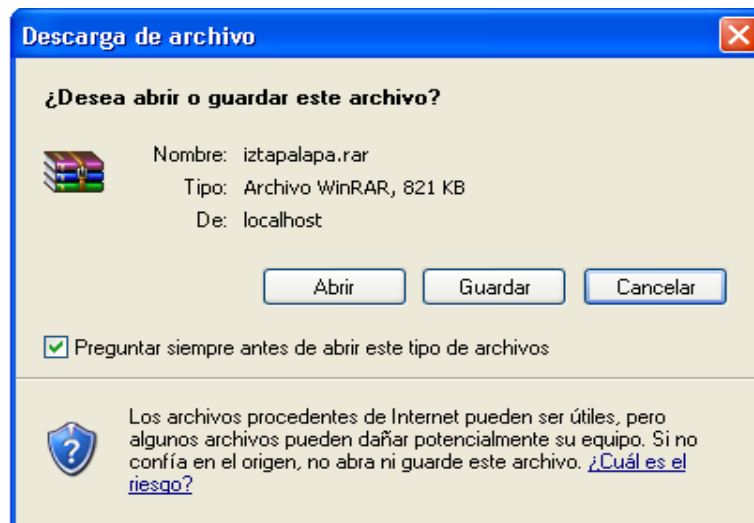 Descarga de archivo
¿Desea abrir o guardar este archivo?
Nombre: iztapalapa.rar
Tipo: Archivo WinRAR, 821 KB
De: localhost
Abrir Guardar Cancelar
Preguntar siempre antes de abrir este tipo de archivos
Los archivos procedentes de Internet pueden ser útiles, pero
algunos archivos pueden dañar potencialmente su equipo. Si no
confía en el origen, no abra ni guarde este archivo. ¿Cuál es el
riesgo?